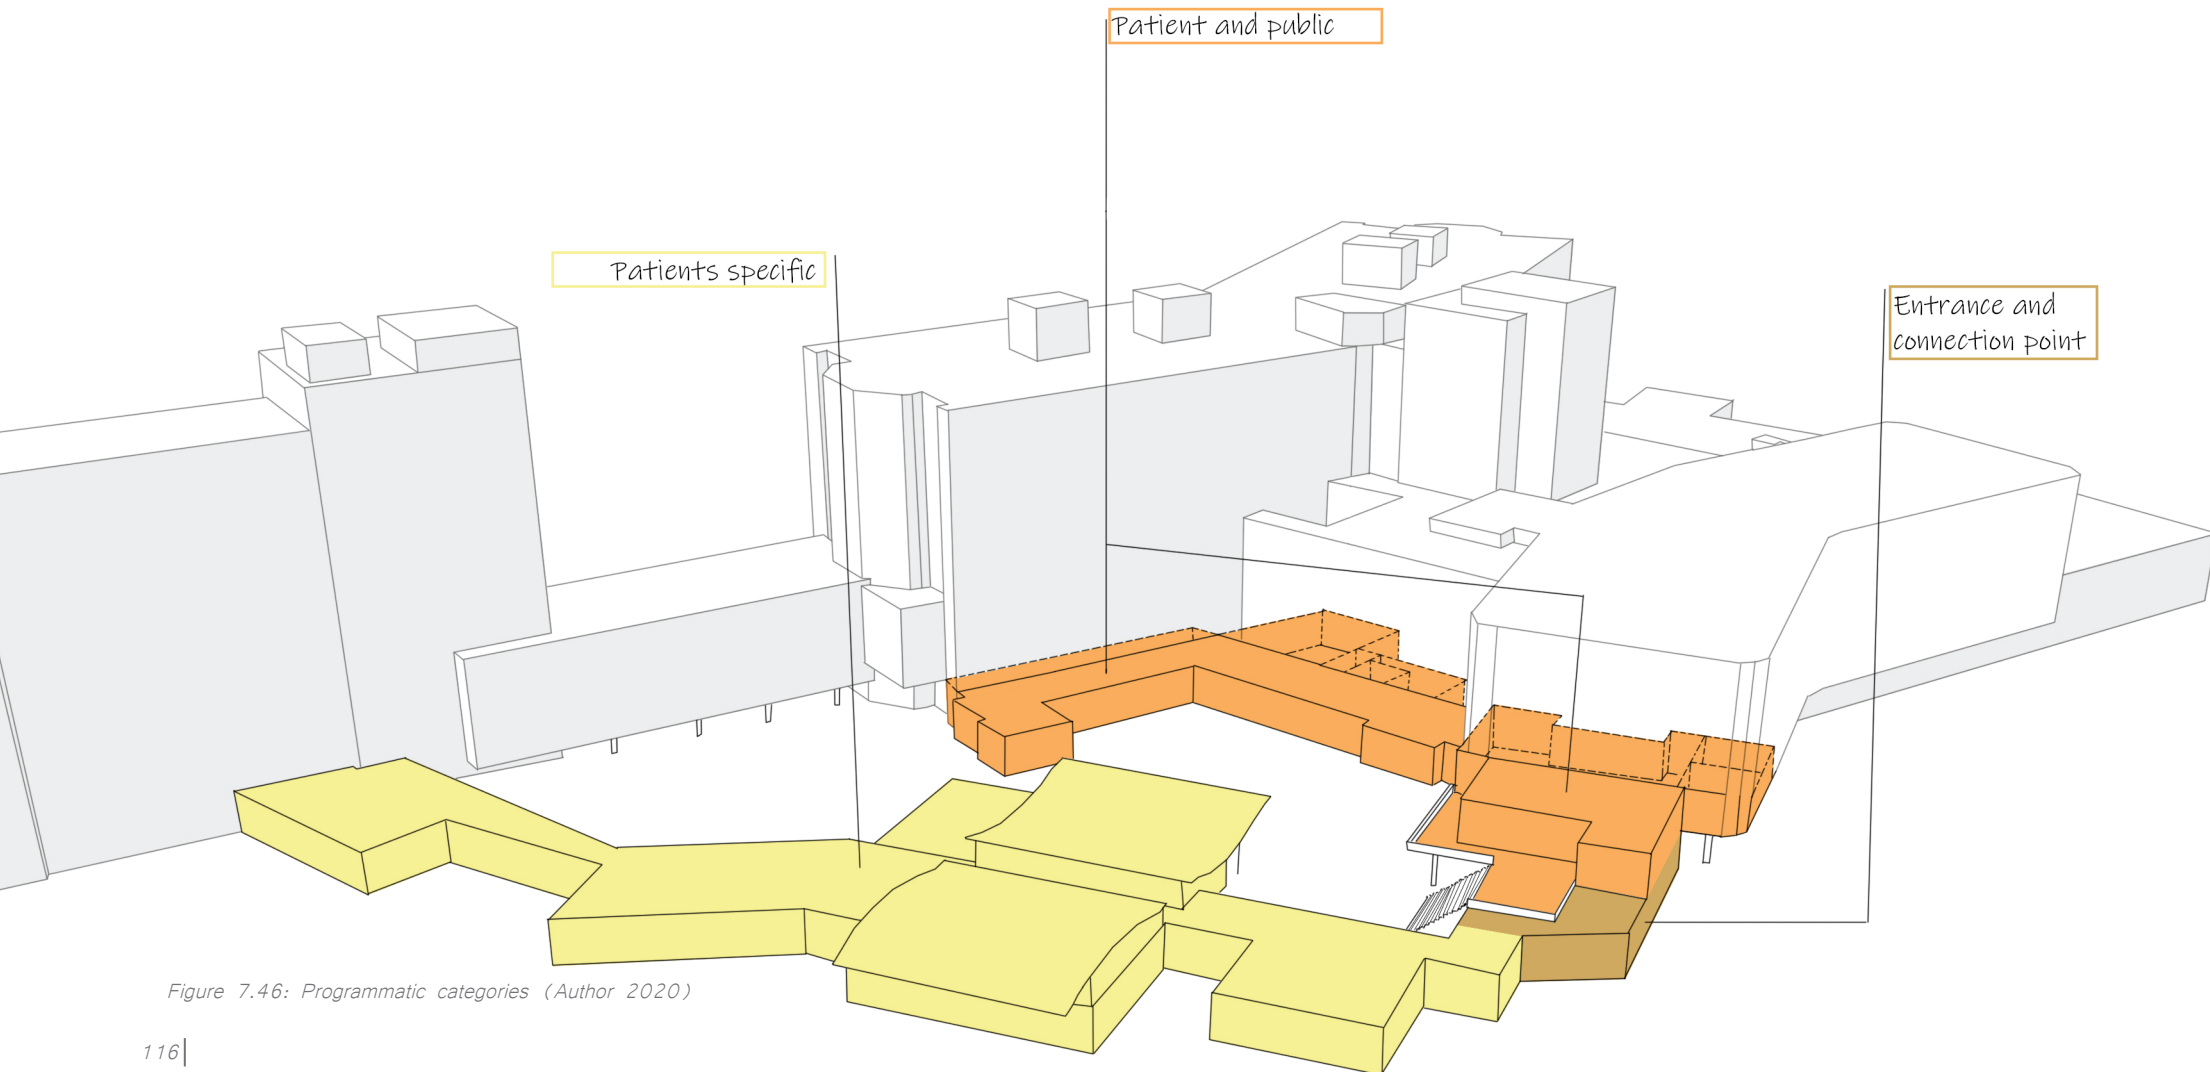 Patient and public
Patients specific
Entrance and
connection point
Figure 7.46: Programmatic categories (Author 2020)
116